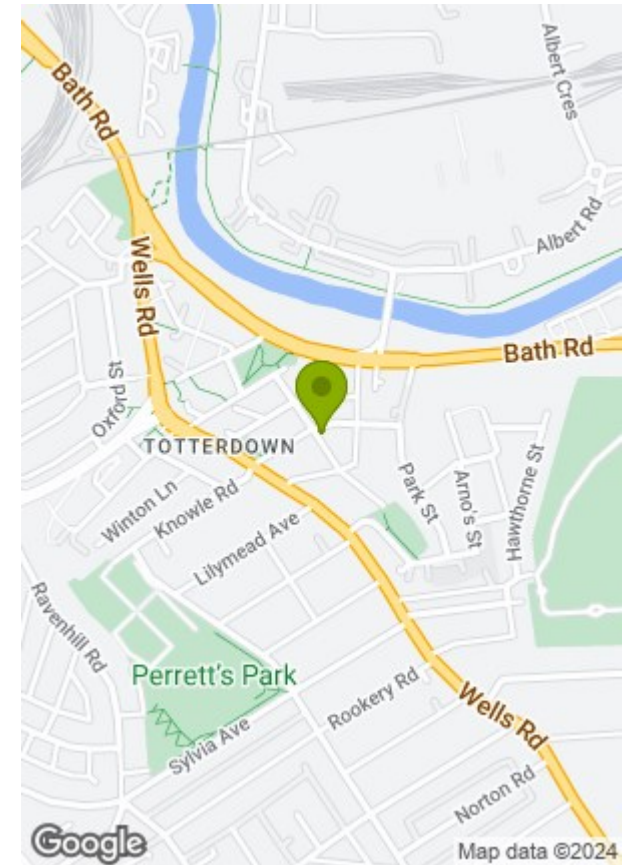 Bath Rd
Albert Cres
Albert Rd
Wells Rd
Bath Rd
Oxford St
TOTTERDOWN
Winton Ln
Knowle Rd
Park St
Arno's St
Hawthorne St
Lilymead Ave
Ravenhill Rd
Perrett's Park
Rookery Rd
Wells Rd
Sylvia Ave
Norton Rd
Google
Map data ©2024